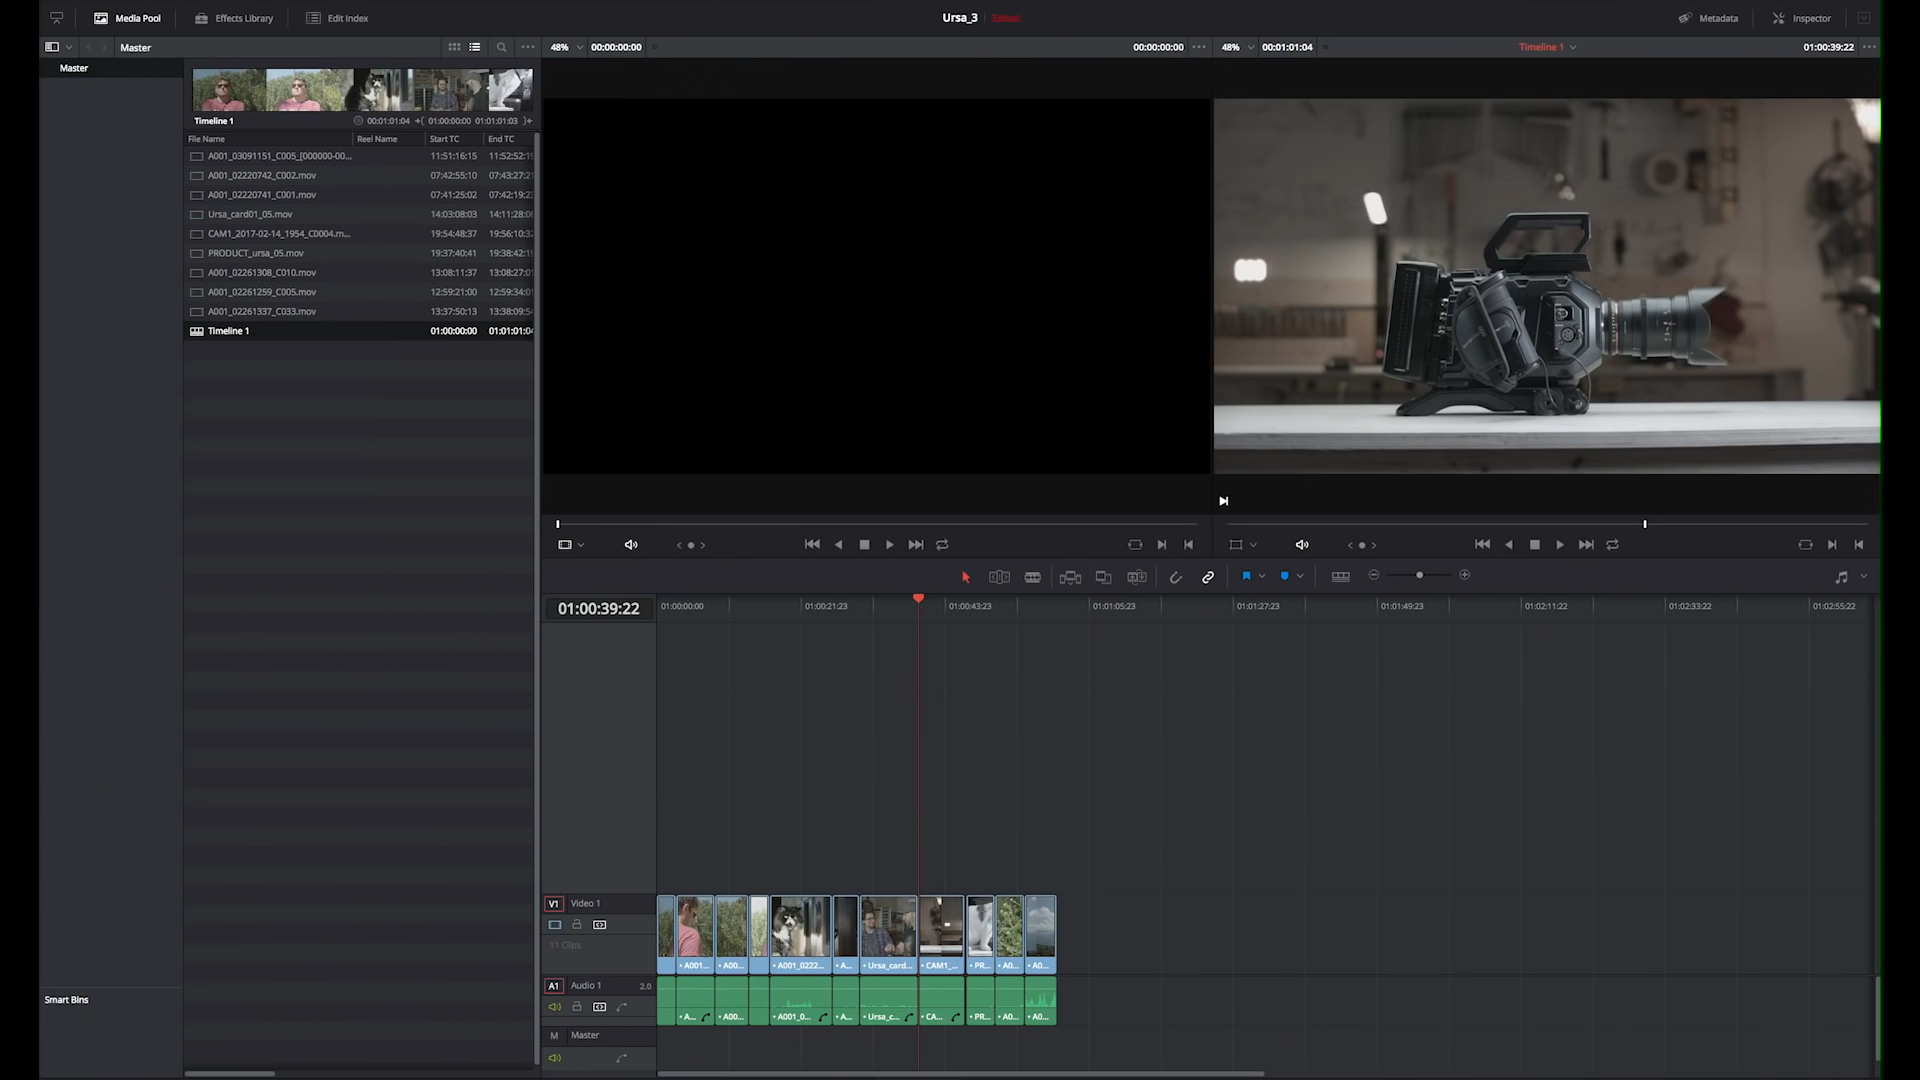 Media Pool
Effects Library
Edit Index
Ursa_3
Edited
Metadata
Inspector
Master
48%
00:00:00:00
00:00:00:00
48%
00:01:01:04
Timeline 1
01:00:39:22
Master
Timeline 1
00:01:01:04
01:00:00:00
01:01:01:03
File Name Reel Name Start TC End TC
A001_03091151_C005_[000000-00... 11:51:16:15 11:52:52:19
A001_02220742_C002.mov 07:42:55:10 07:43:27:2
A001_02220741_C001.mov 07:41:25:02 07:42:19:2
Ursa_card01_05.mov 14:03:08:03 14:11:28:0
CAM1_2017-02-14_1954_C0004.m... 19:54:48:37 19:56:10:3
PRODUCT_ursa_05.mov 19:37:40:41 19:38:42:1
A001_02261308_C010.mov 13:08:11:37 13:08:27:0
A001_02261259_C005.mov 12:59:21:00 12:59:34:0
A001_02261337_C033.mov 13:37:50:13 13:38:09:5
Timeline 1 01:00:00:00 01:01:01:04
01:00:39:22
01:00:00:00
01:00:21:23
01:00:43:23
01:01:05:23
01:01:27:23
01:01:49:23
01:02:11:22
01:02:33:22
01:02:55:22
V1 Video 1
11 Clips
A001...
A00...
A001_0222...
A...
Ursa_card...
CAM1_...
PR...
A0...
A0...
A1 Audio 1 2.0
A...
A00...
A001_0...
A...
Ursa_c...
CA...
PR...
A0...
A0...
M Master
Smart Bins